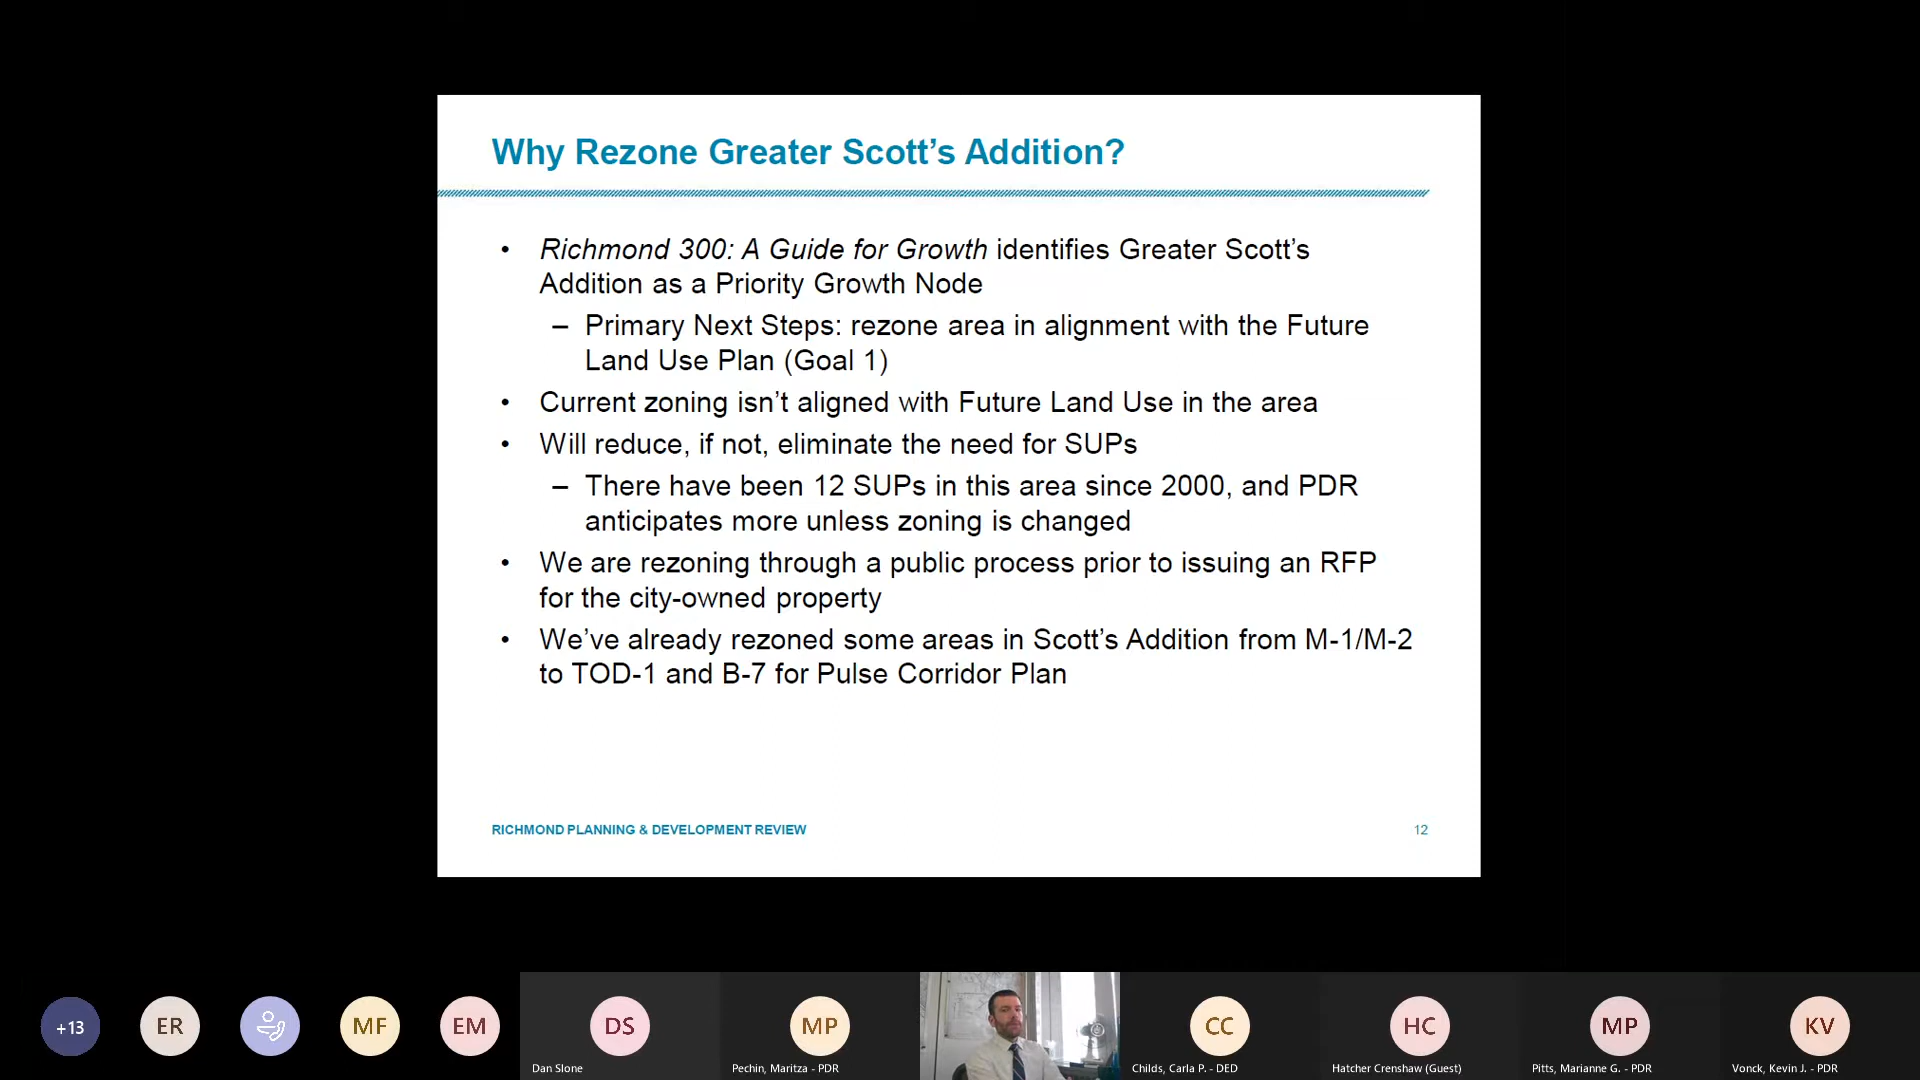 Why Rezone Greater Scott’s Addition?
• Richmond 300: A Guide for Growth identifies Greater Scott’s
Addition as a Priority Growth Node
– Primary Next Steps: rezone area in alignment with the Future
Land Use Plan (Goal 1)
• Current zoning isn’t aligned with Future Land Use in the area
• Will reduce, if not, eliminate the need for SUPs
– There have been 12 SUPs in this area since 2000, and PDR
anticipates more unless zoning is changed
• We are rezoning through a public process prior to issuing an RFP
for the city-owned property
• We’ve already rezoned some areas in Scott’s Addition from M-1/M-2
to TOD-1 and B-7 for Pulse Corridor Plan
RICHMOND PLANNING & DEVELOPMENT REVIEW
12
+13
ER
MF
EM
DS
MP
CC
HC
MP
KV
Dan Slone
Pechin, Maritza - PDR
Childs, Carla P. - DED
Hatcher Crenshaw (Guest)
Pitts, Marianne G. - PDR
Vonck, Kevin J. - PDR